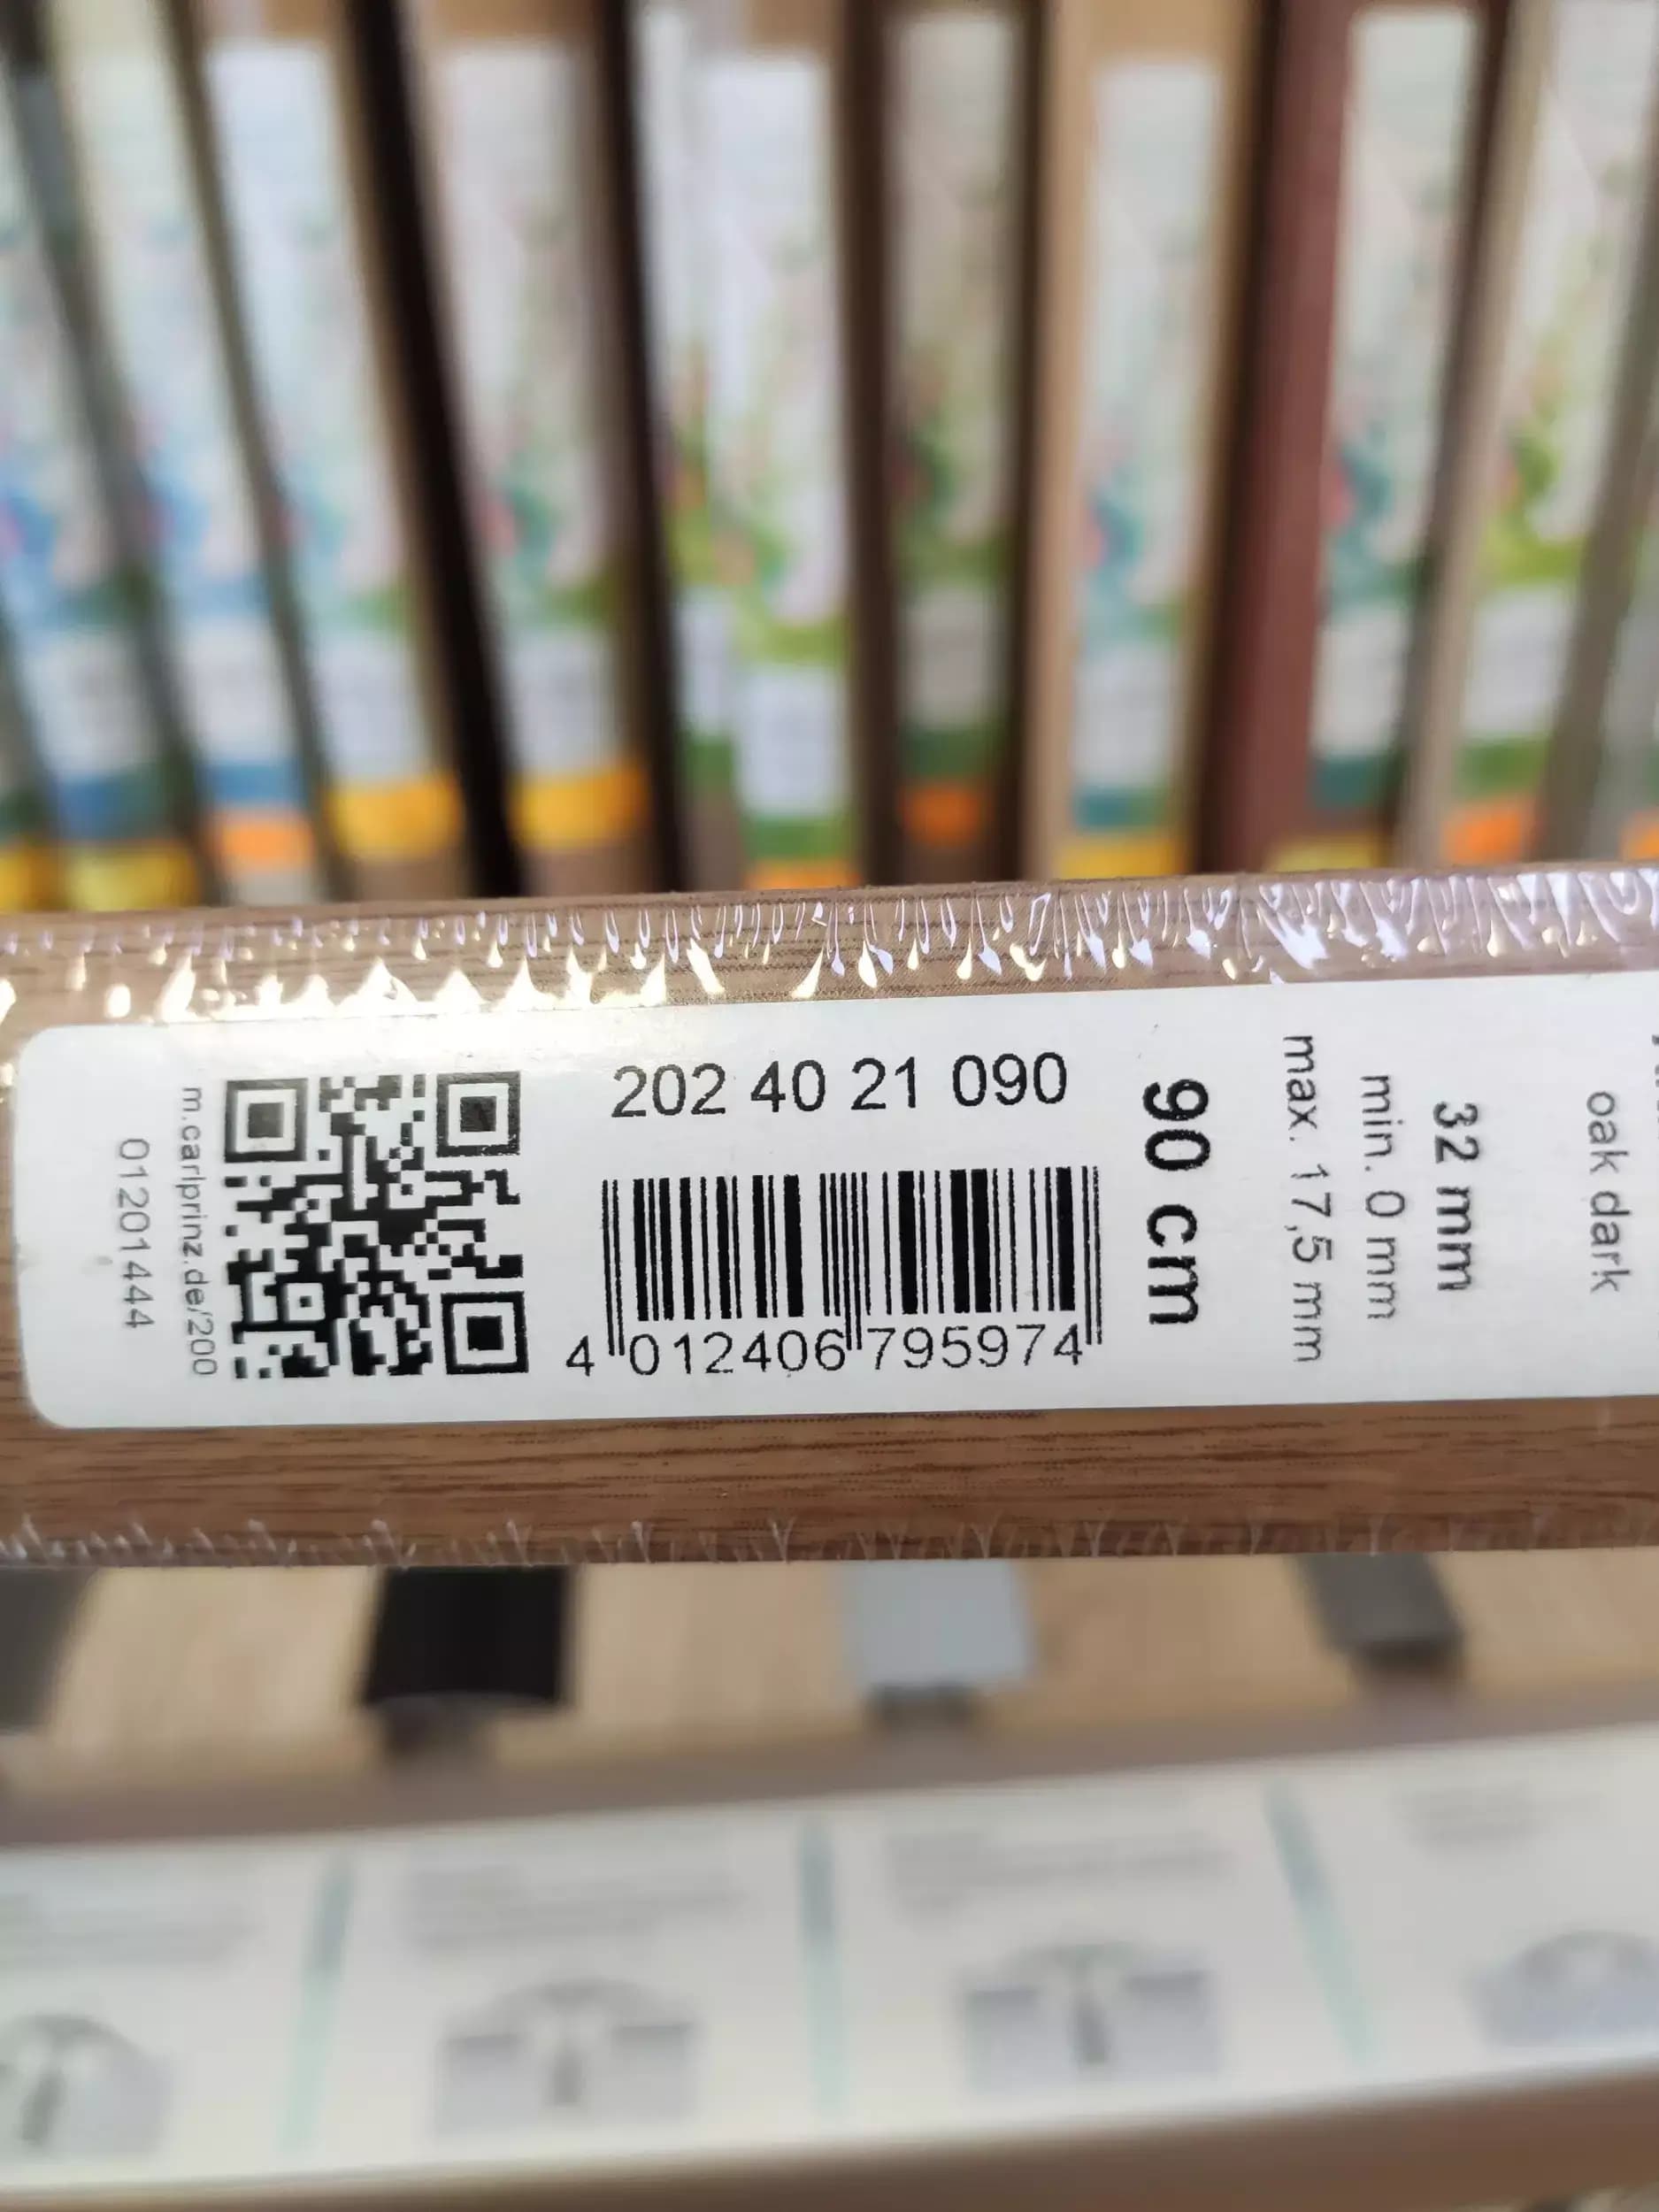 202 40 21 090
4 012406 795974
m.carlprinz.de/200
01201444
90 cm
max. 17,5 mm
min. 0 mm
32 mm
oak dark